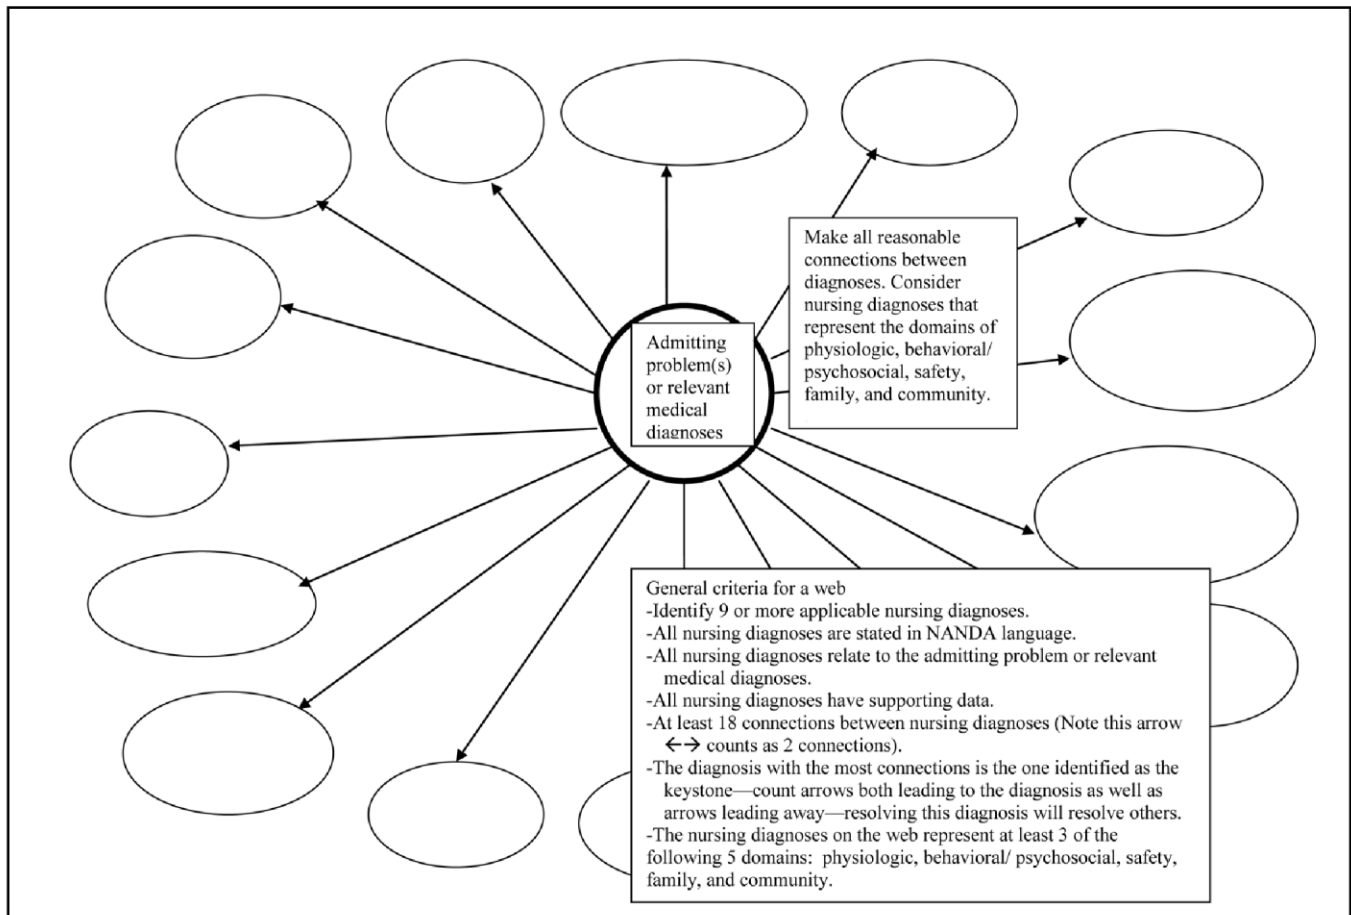 Make all reasonable
connections between
diagnoses. Consider
nursing diagnoses that
represent the domains of
physiologic, behavioral/
psychosocial, safety,
family, and community.
Admitting
problem(s)
or relevant
medical
diagnoses
General criteria for a web
-Identify 9 or more applicable nursing diagnoses.
-All nursing diagnoses are stated in NANDA language.
-All nursing diagnoses relate to the admitting problem or relevant
medical diagnoses.
-All nursing diagnoses have supporting data.
-At least 18 connections between nursing diagnoses (Note this arrow
←→ counts as 2 connections).
-The diagnosis with the most connections is the one identified as the
keystone—count arrows both leading to the diagnosis as well as
arrows leading away—resolving this diagnosis will resolve others.
-The nursing diagnoses on the web represent at least 3 of the
following 5 domains: physiologic, behavioral/ psychosocial, safety,
family, and community.